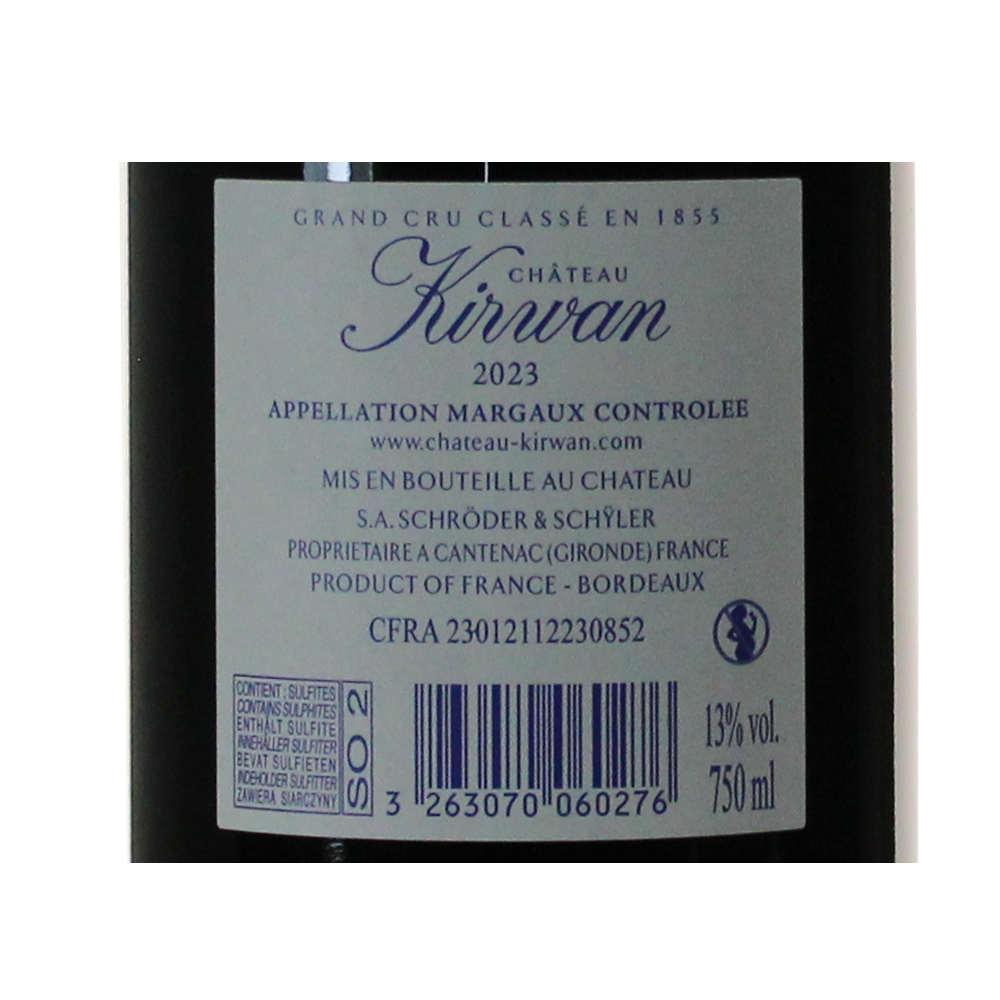 GRAND CRU CLASSÉ EN 1855
CHÂTEAU
Kirwan
2023
APPELLATION MARGAUX CONTROLEE
www.chateau-kirwan.com
MIS EN BOUTEILLE AU CHATEAU
S.A. SCHRÖDER & SCHŸLER
PROPRIETAIRE A CANTENAC (GIRONDE) FRANCE
PRODUCT OF FRANCE - BORDEAUX
CFRA 23012112230852
CONTIENT : SULFITES
CONTAINS SULPHITES
ENTHÄLT SULFITE
INNEHÅLLER SULFITER
BEVAT SULFIETEN
INDEHOLDER SULFITTER
ZAWIERA SIARCZYNY
SO2
3 263070 060276
13% vol.
750 ml